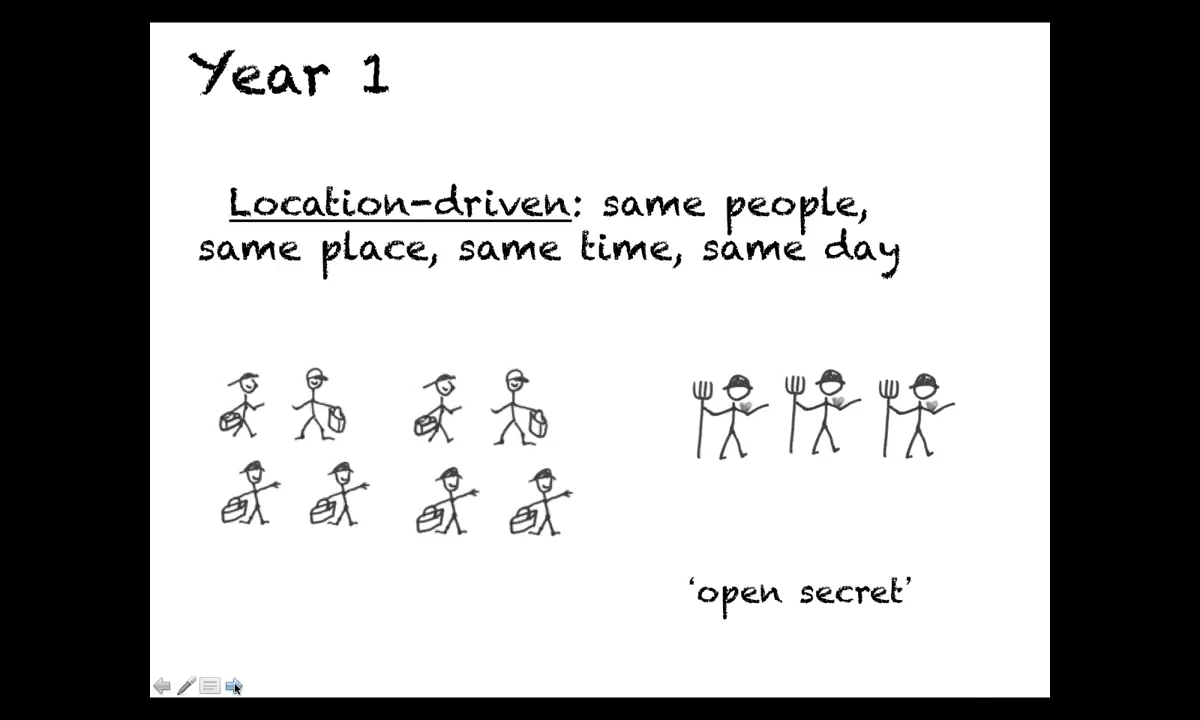 Year 1
Location-driven: same people,
same place, same time, same day
‘open secret’